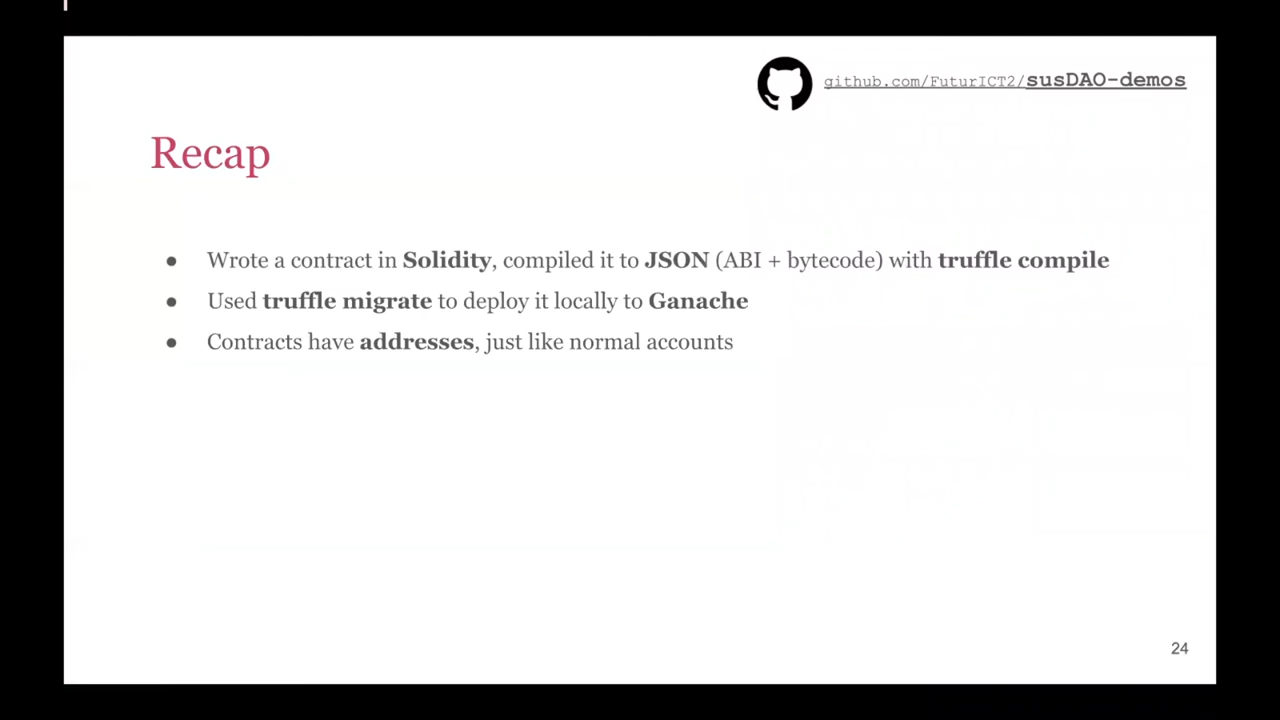 github.com/FuturICT2/susDAO-demos
Recap
● Wrote a contract in Solidity, compiled it to JSON (ABI + bytecode) with truffle compile
● Used truffle migrate to deploy it locally to Ganache
● Contracts have addresses, just like normal accounts
24